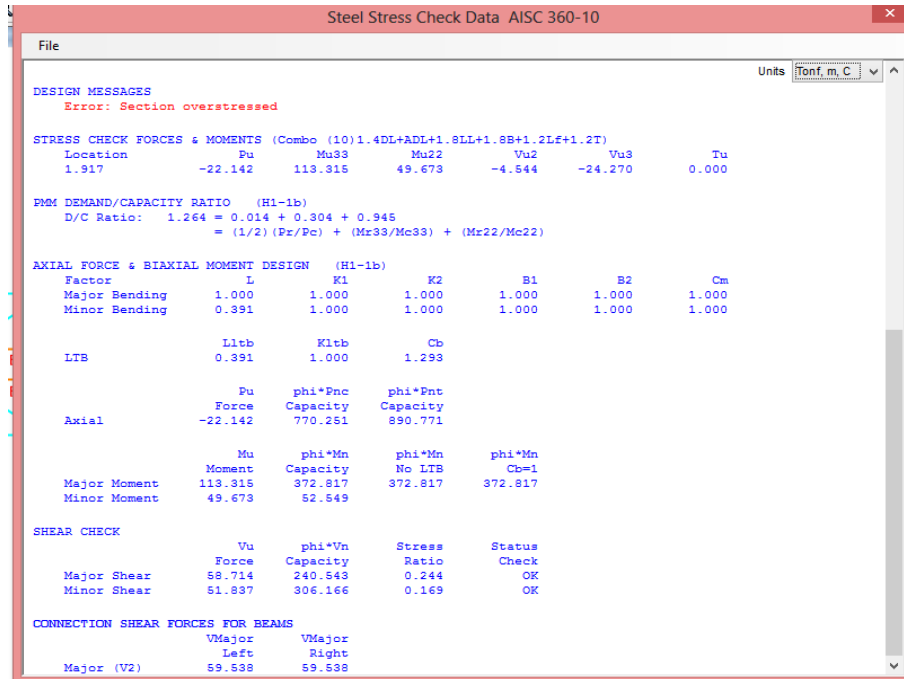 Steel Stress Check Data AISC 360-10
File
Units Tonf, m, C
DESIGN MESSAGES
Error: Section overstressed
STRESS CHECK FORCES & MOMENTS (Combo (10)1.4DL+ADL+1.8LL+1.8B+1.2Lf+1.2T)
Location Pu Mu33 Mu22 Vu2 Vu3 Tu
1.917 -22.142 113.315 49.673 -4.544 -24.270 0.000
PMM DEMAND/CAPACITY RATIO (H1-1b)
D/C Ratio: 1.264 = 0.014 + 0.304 + 0.945
= (1/2)(Pr/Pc) + (Mr33/Mc33) + (Mr22/Mc22)
AXIAL FORCE & BIAXIAL MOMENT DESIGN (H1-1b)
Factor L K1 K2 B1 B2 Cm
Major Bending 1.000 1.000 1.000 1.000 1.000 1.000
Minor Bending 0.391 1.000 1.000 1.000 1.000 1.000
Lltb Kltb Cb
LTB 0.391 1.000 1.293
Pu phi*Pnc phi*Pnt
Force Capacity Capacity
Axial -22.142 770.251 890.771
Mu phi*Mn phi*Mn phi*Mn
Moment Capacity No LTB Cb=1
Major Moment 113.315 372.817 372.817 372.817
Minor Moment 49.673 52.549
SHEAR CHECK
Vu phi*Vn Stress Status
Force Capacity Ratio Check
Major Shear 58.714 240.543 0.244 OK
Minor Shear 51.837 306.166 0.169 OK
CONNECTION SHEAR FORCES FOR BEAMS
VMajor VMajor
Left Right
Major (V2) 59.538 59.538